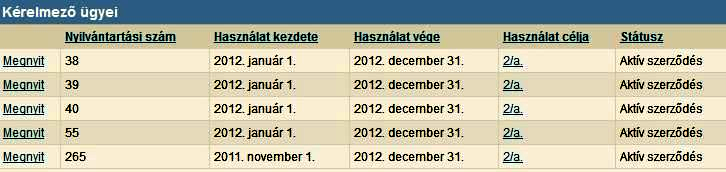 Kérelmező ügyei
Nyilvántartási szám Használat kezdete Használat vége Használat célja Státusz
Megnyit 38 2012. január 1. 2012. december 31. 2/a. Aktív szerződés
Megnyit 39 2012. január 1. 2012. december 31. 2/a. Aktív szerződés
Megnyit 40 2012. január 1. 2012. december 31. 2/a. Aktív szerződés
Megnyit 55 2012. január 1. 2012. december 31. 2/a. Aktív szerződés
Megnyit 265 2011. november 1. 2012. december 31. 2/a. Aktív szerződés